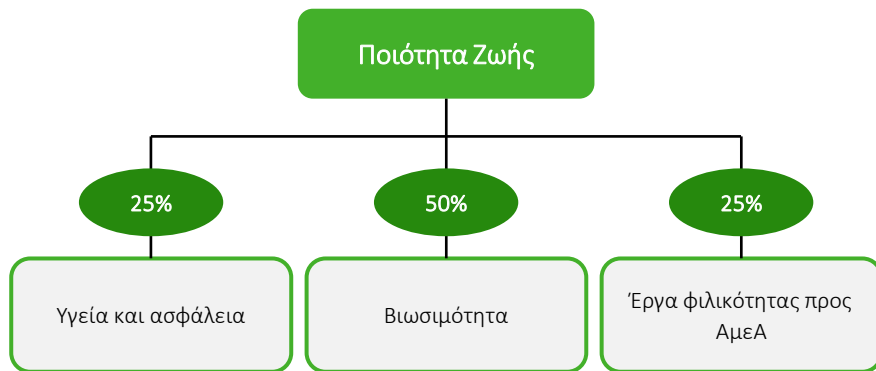 Ποιότητα Ζωής
25%
50%
25%
Υγεία και ασφάλεια
Βιωσιμότητα
Έργα φιλικότητας προς
ΑμεΑ